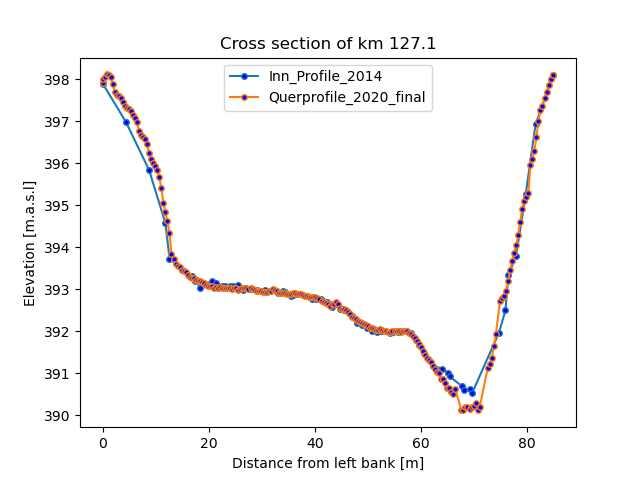 Cross section of km 127.1
Inn_Profile_2014
Querprofile_2020_final
Elevation [m.a.s.l]
398
397
396
395
394
393
392
391
390
0 20 40 60 80
Distance from left bank [m]